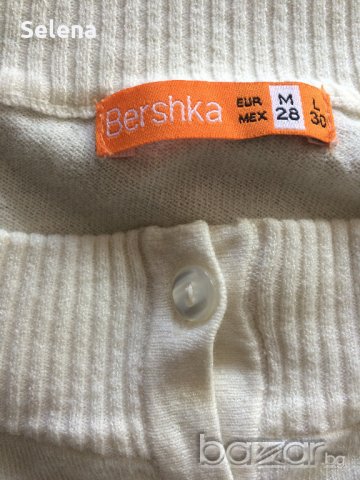 Selena
Bershka
EUR M L
MEX 28 30
bazar.bg